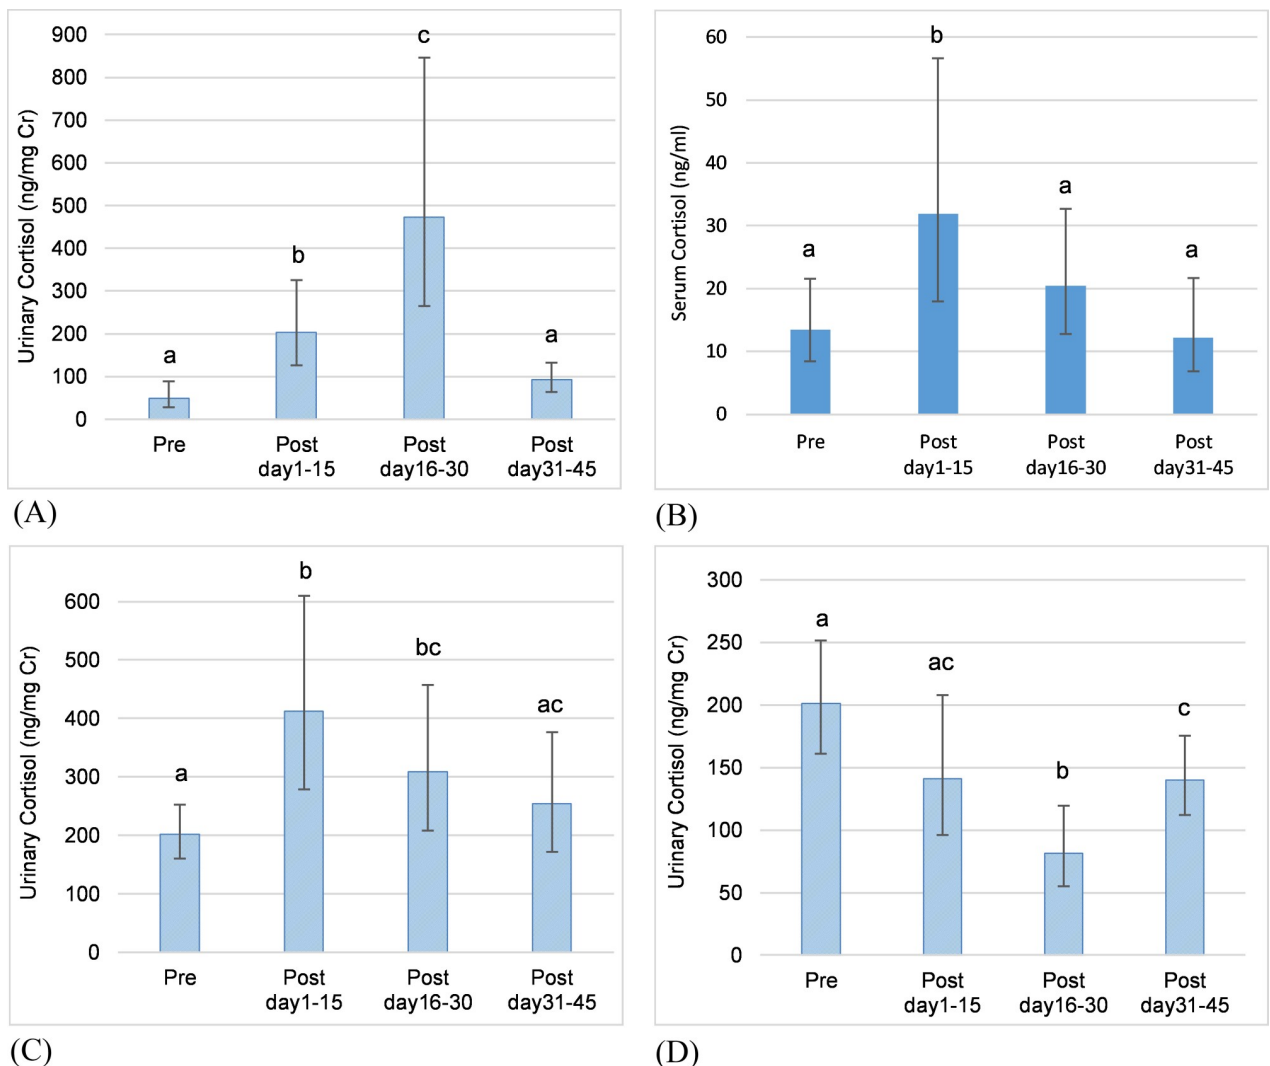 900
800
700
600
500
400
300
200
100
0
Urinary Cortisol (ng/mg Cr)
a
b
c
a
Pre
Post
day1-15
Post
day16-30
Post
day31-45
(A)
60
50
40
30
20
10
0
Serum Cortisol (ng/ml)
a
b
a
a
Pre
Post
day1-15
Post
day16-30
Post
day31-45
(B)
600
500
400
300
200
100
0
Urinary Cortisol (ng/mg Cr)
a
b
bc
ac
Pre
Post
day1-15
Post
day16-30
Post
day31-45
(C)
300
250
200
150
100
50
0
Urinary Cortisol (ng/mg Cr)
a
ac
b
c
Pre
Post
day1-15
Post
day16-30
Post
day31-45
(D)